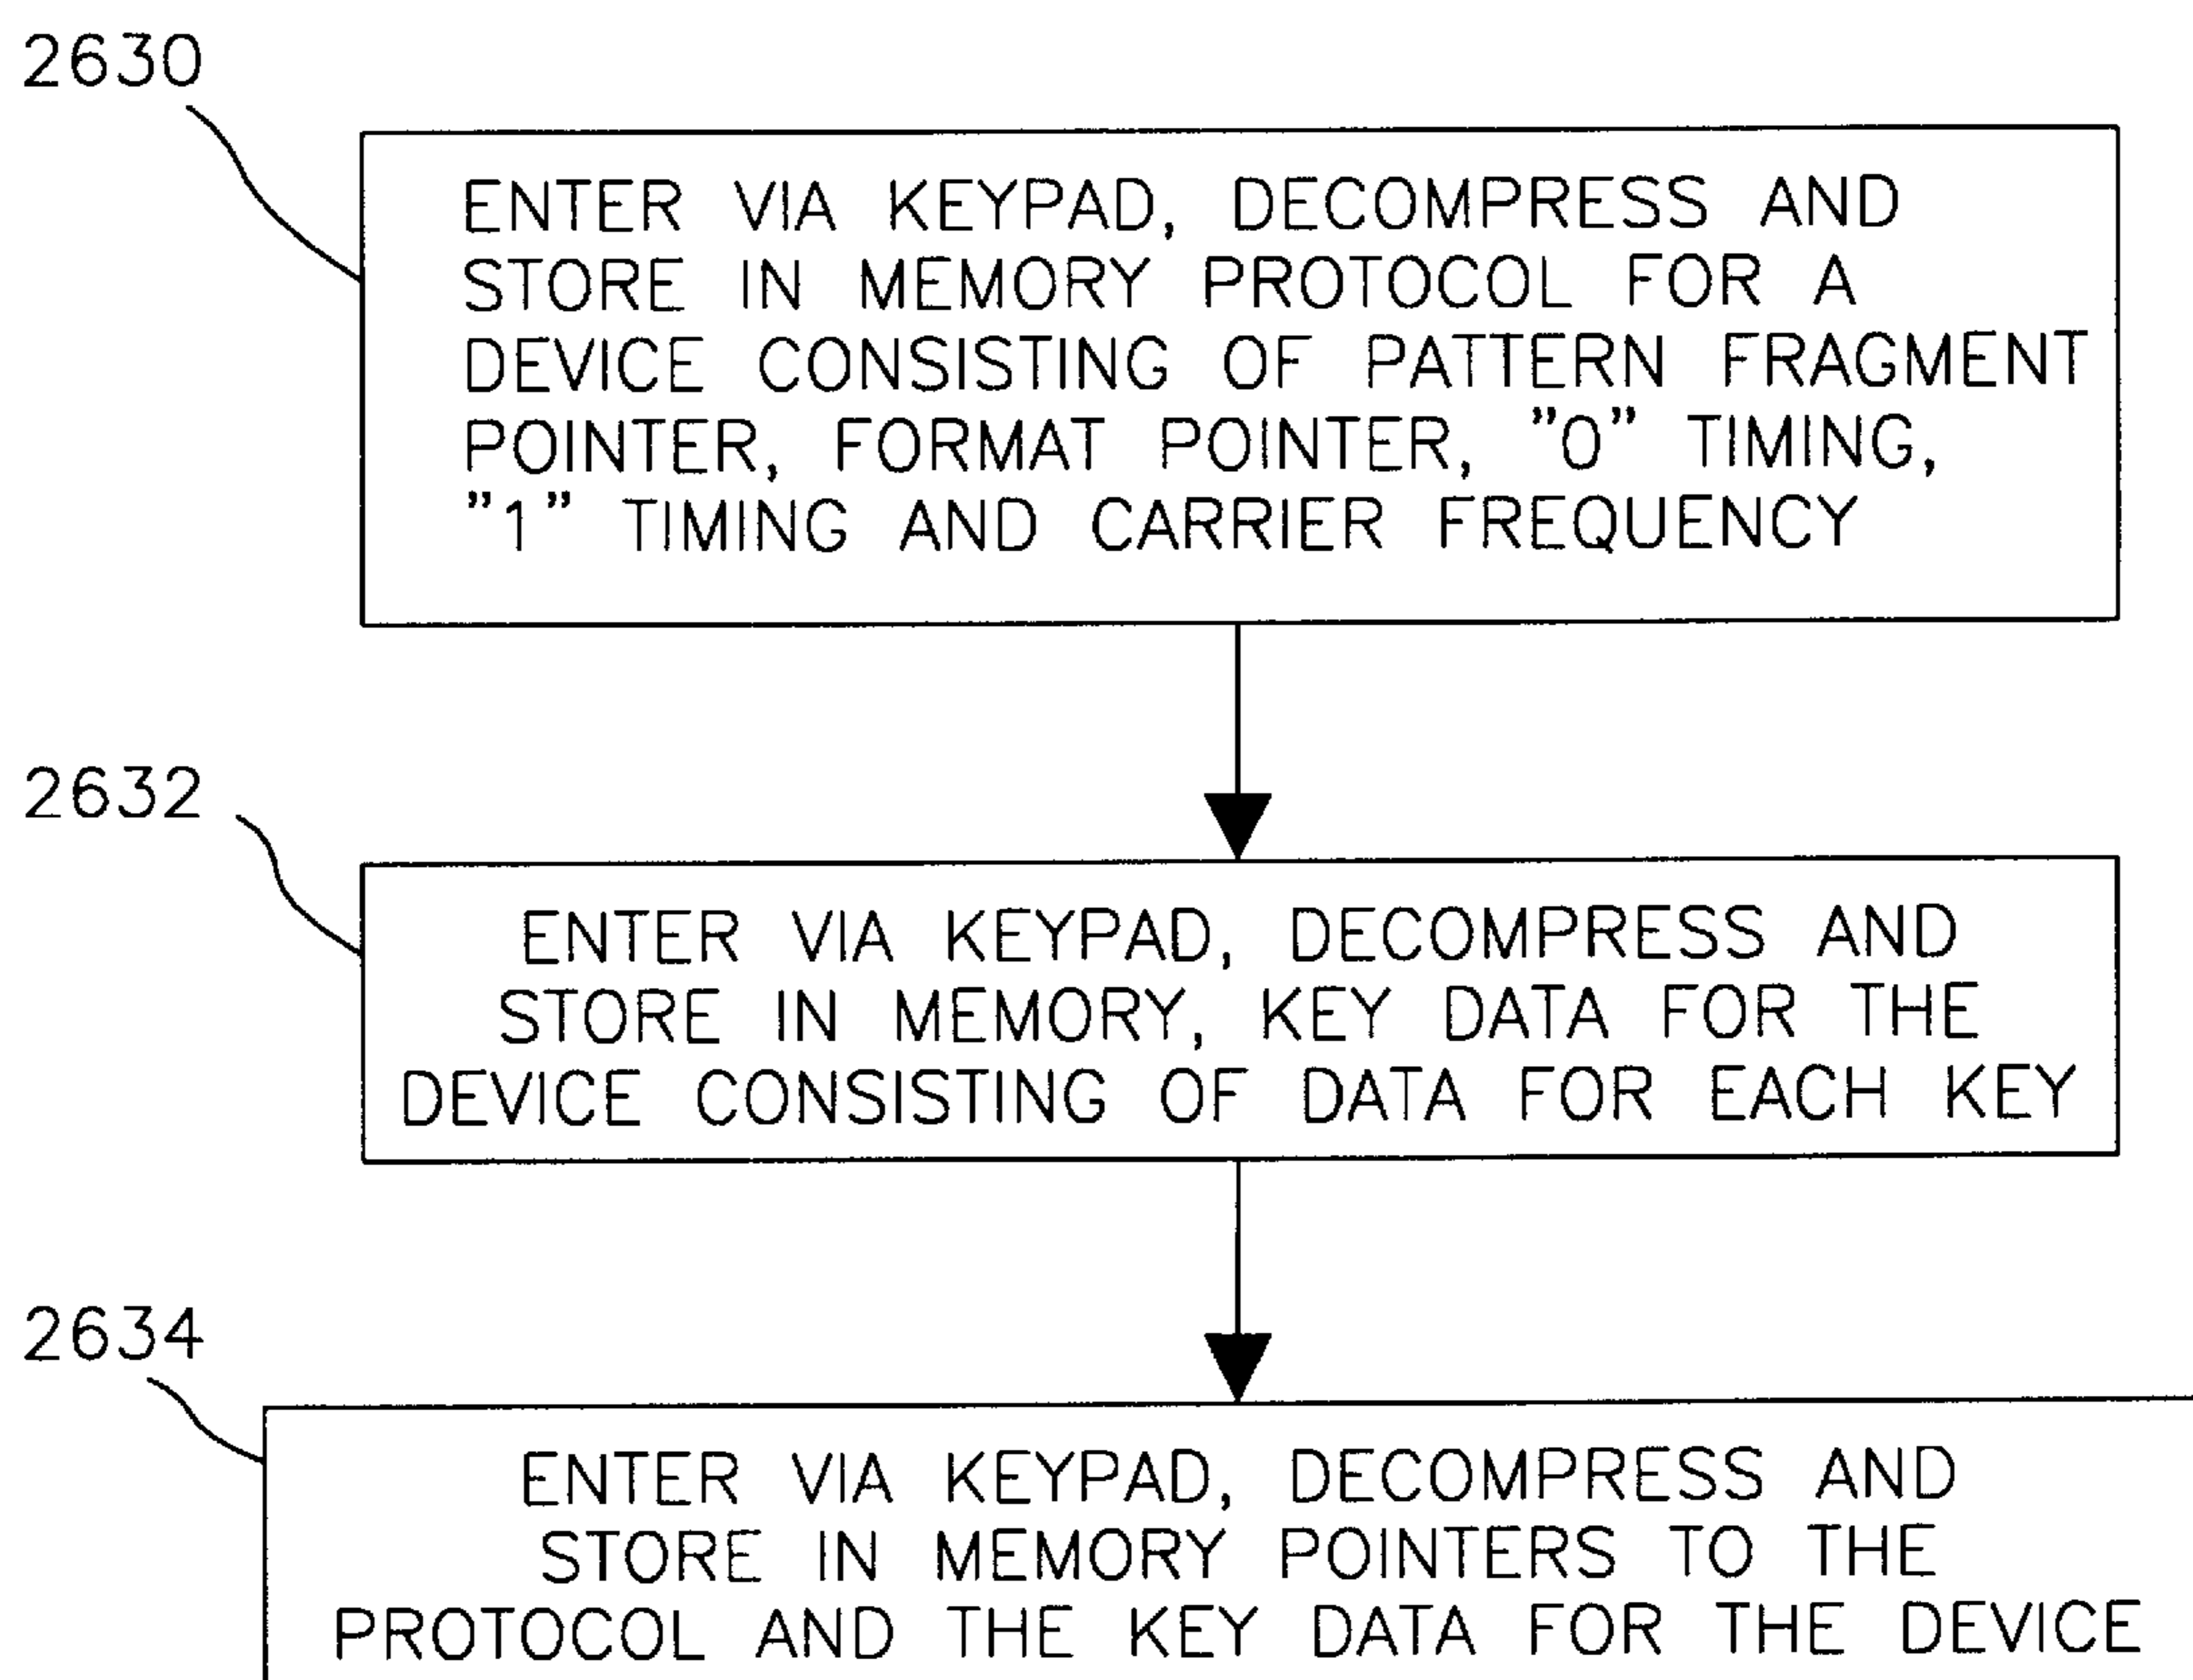 2630
ENTER VIA KEYPAD, DECOMPRESS AND
STORE IN MEMORY PROTOCOL FOR A
DEVICE CONSISTING OF PATTERN FRAGMENT
POINTER, FORMAT POINTER, ”0” TIMING,
”1” TIMING AND CARRIER FREQUENCY
2632
ENTER VIA KEYPAD, DECOMPRESS AND
STORE IN MEMORY, KEY DATA FOR THE
DEVICE CONSISTING OF DATA FOR EACH KEY
2634
ENTER VIA KEYPAD, DECOMPRESS AND
STORE IN MEMORY POINTERS TO THE
PROTOCOL AND THE KEY DATA FOR THE DEVICE